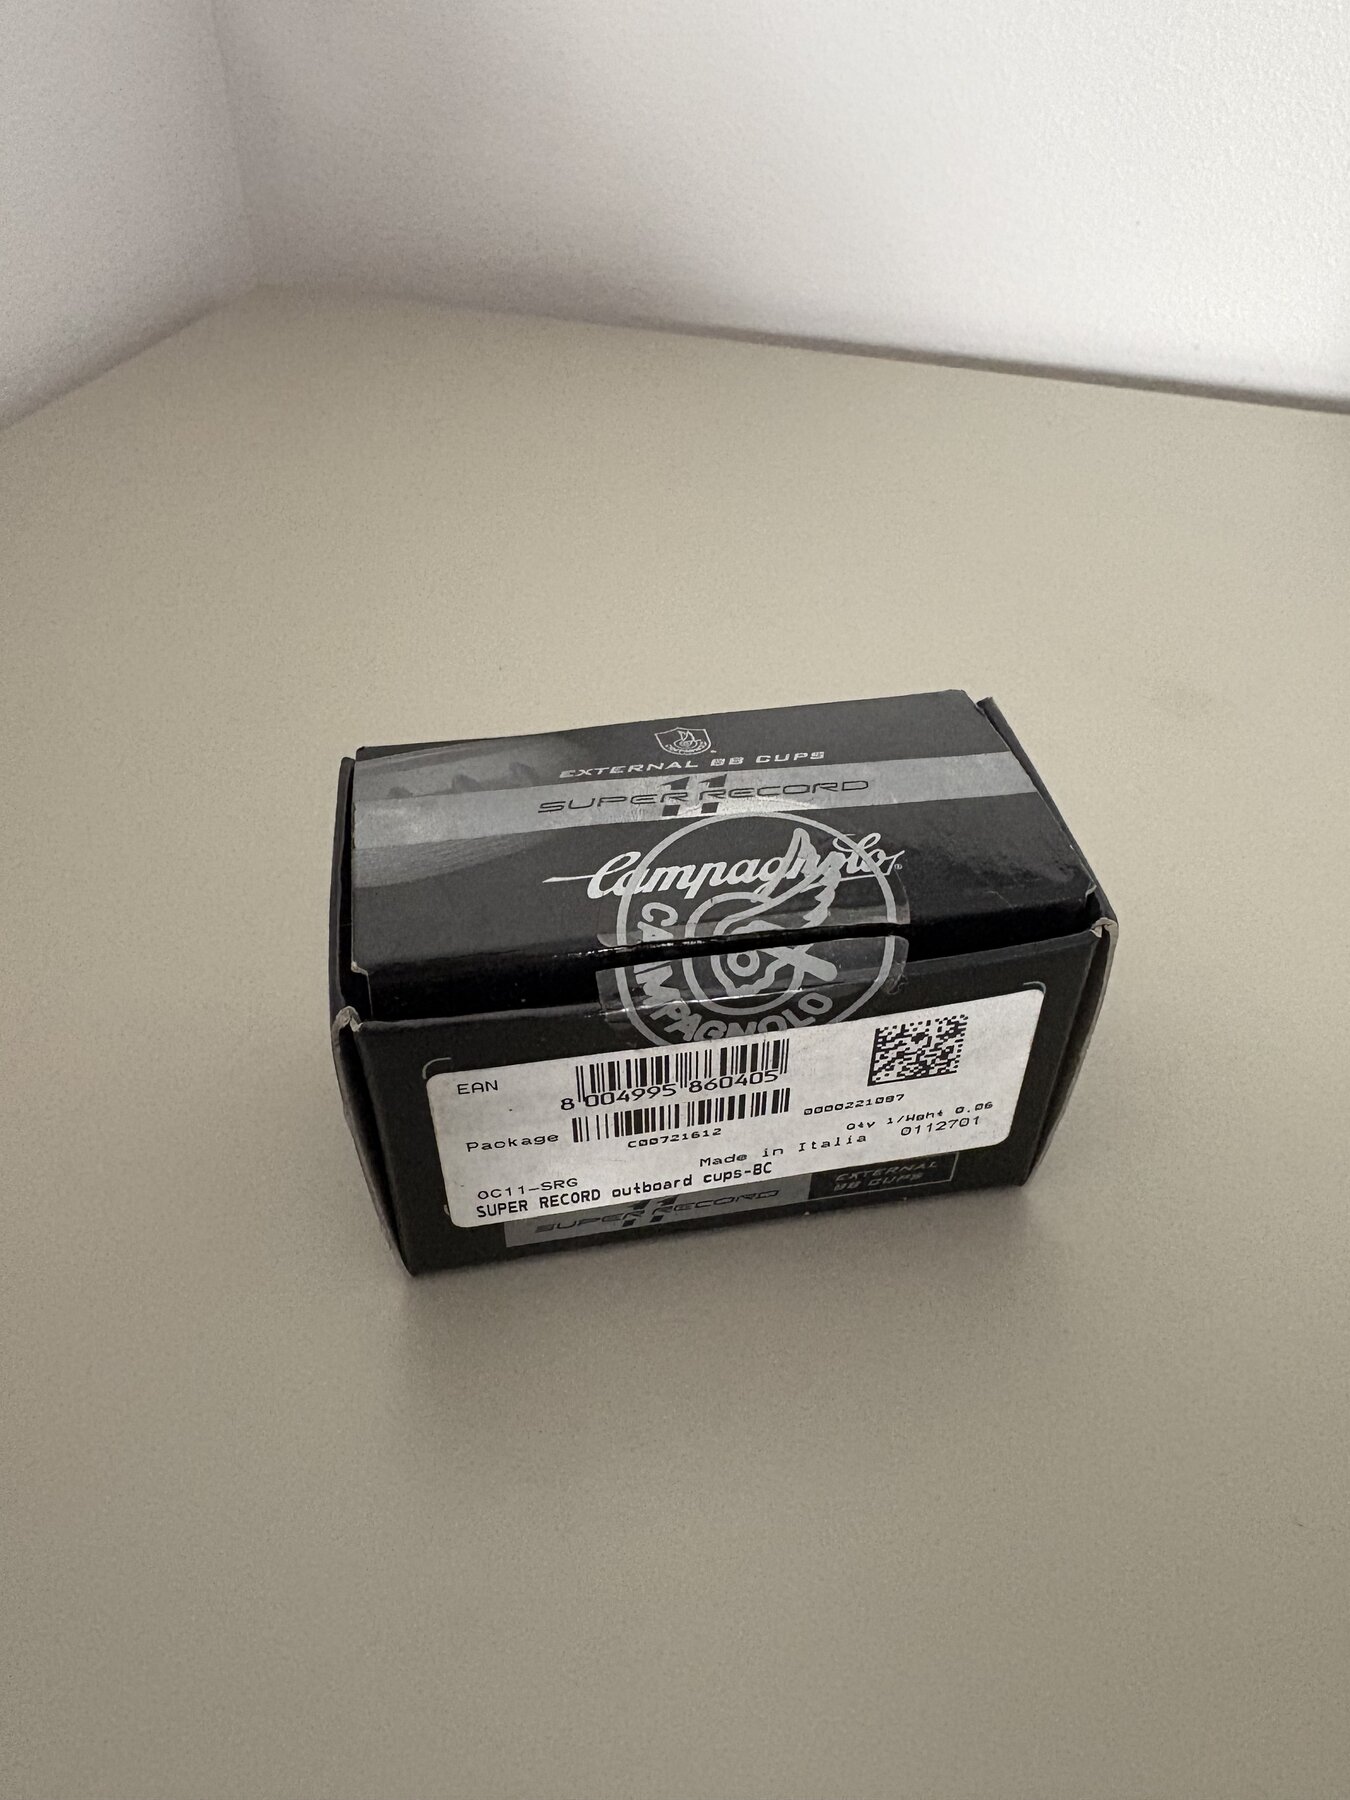 EXTERNAL BB CUPS
SUPER 11 RECORD
Campagnolo
CAMPAGNOLO
EAN
8 004995 860405
0000221087
Package
C00721612
Qty 1/Wght 0.06
Made in Italia
0112701
OC11-SRG
SUPER RECORD outboard cups-BC
SUPER 11 RECORD
EXTERNAL
BB CUPS